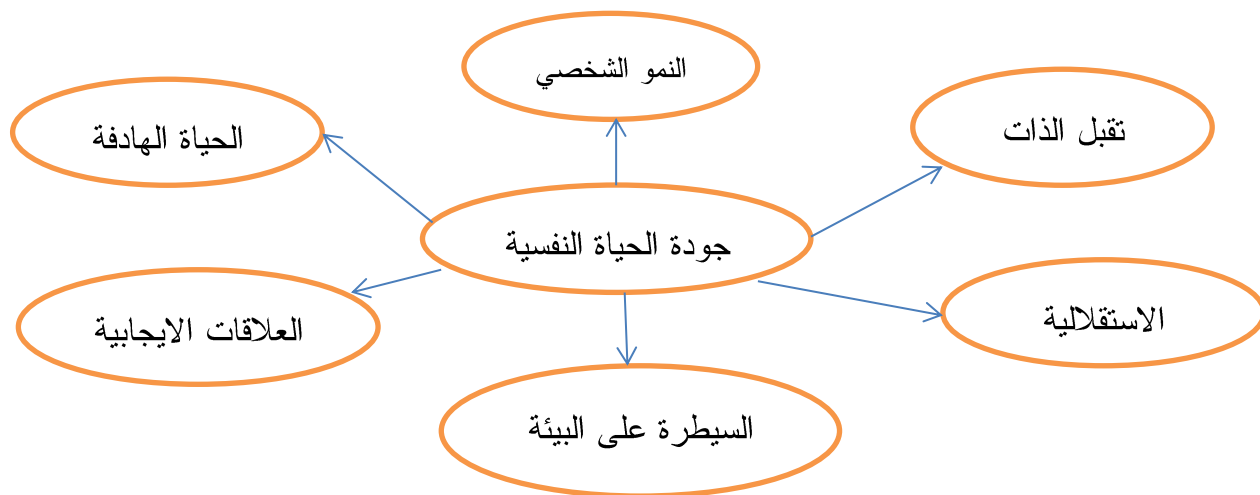 النمو الشخصي
تقبل الذات
الحياة الهادفة
جودة الحياة النفسية
الاستقلالية
العلاقات الايجابية
السيطرة على البيئة